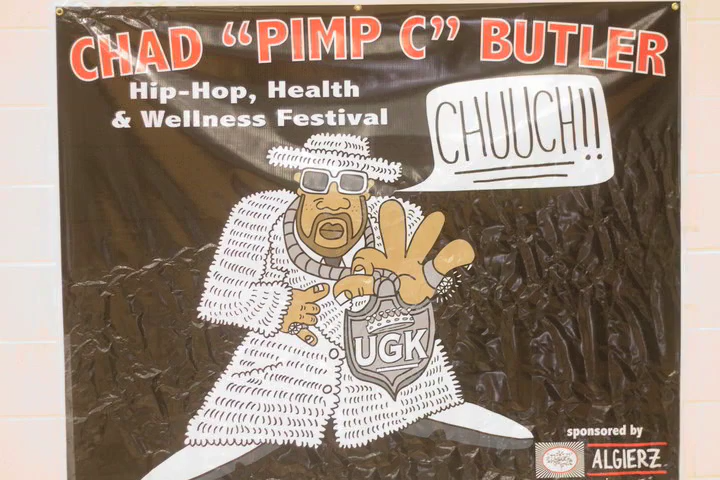 CHAD “PIMP C” BUTLER
Hip-Hop, Health
& Wellness Festival
CHUUCH!!
UGK
sponsored by
ALGIERZ